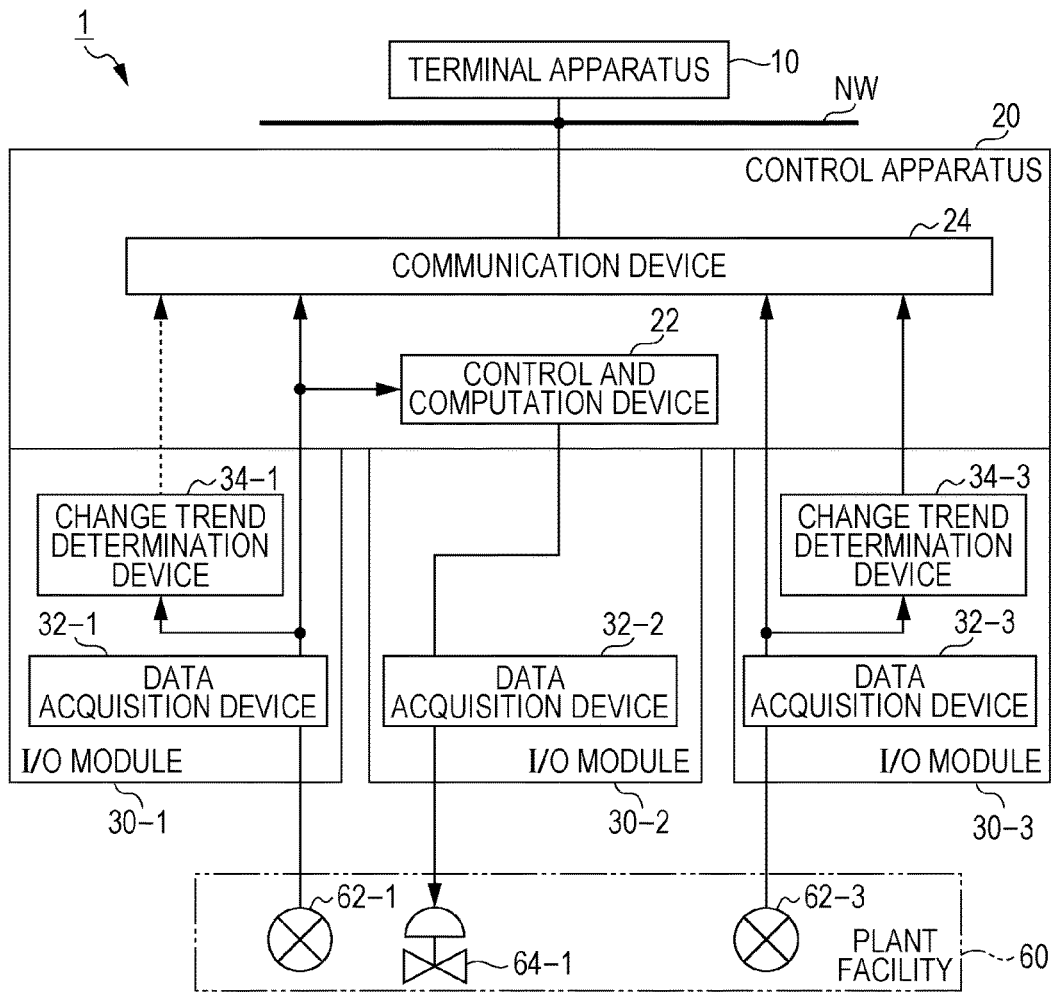 1
TERMINAL APPARATUS
10
NW
20
CONTROL APPARATUS
24
COMMUNICATION DEVICE
22
CONTROL AND
COMPUTATION DEVICE
34-1
CHANGE TREND
DETERMINATION
DEVICE
34-3
CHANGE TREND
DETERMINATION
DEVICE
32-1
DATA
ACQUISITION DEVICE
I/O MODULE
30-1
32-2
DATA
ACQUISITION DEVICE
I/O MODULE
30-2
32-3
DATA
ACQUISITION DEVICE
I/O MODULE
30-3
62-1
64-1
62-3
PLANT
FACILITY
60